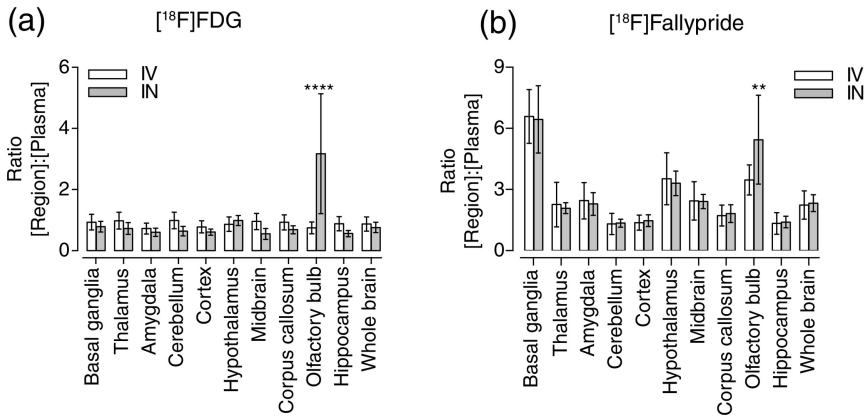 (a)
[¹⁸F]FDG
6
4
2
0
Ratio
[Region]:[Plasma]
IV
IN
****
Basal ganglia
Thalamus
Amygdala
Cerebellum
Cortex
Hypothalamus
Midbrain
Corpus callosum
Olfactory bulb
Hippocampus
Whole brain
(b)
[¹⁸F]Fallypride
9
6
3
0
Ratio
[Region]:[Plasma]
IV
IN
**
Basal ganglia
Thalamus
Amygdala
Cerebellum
Cortex
Hypothalamus
Midbrain
Corpus callosum
Olfactory bulb
Hippocampus
Whole brain